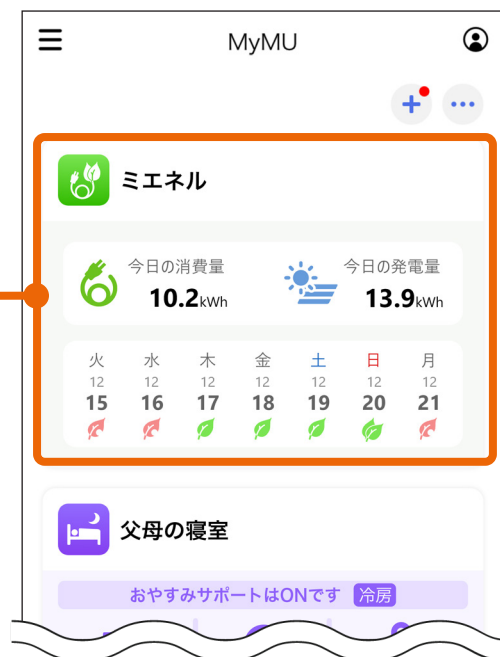 MyMU
ミエネル
今日の消費量 今日の発電量
10.2kWh 13.9kWh
火 水 木 金 土 日 月
12 12 12 12 12 12 12
15 16 17 18 19 20 21
父母の寝室
おやすみサポートはONです 冷房